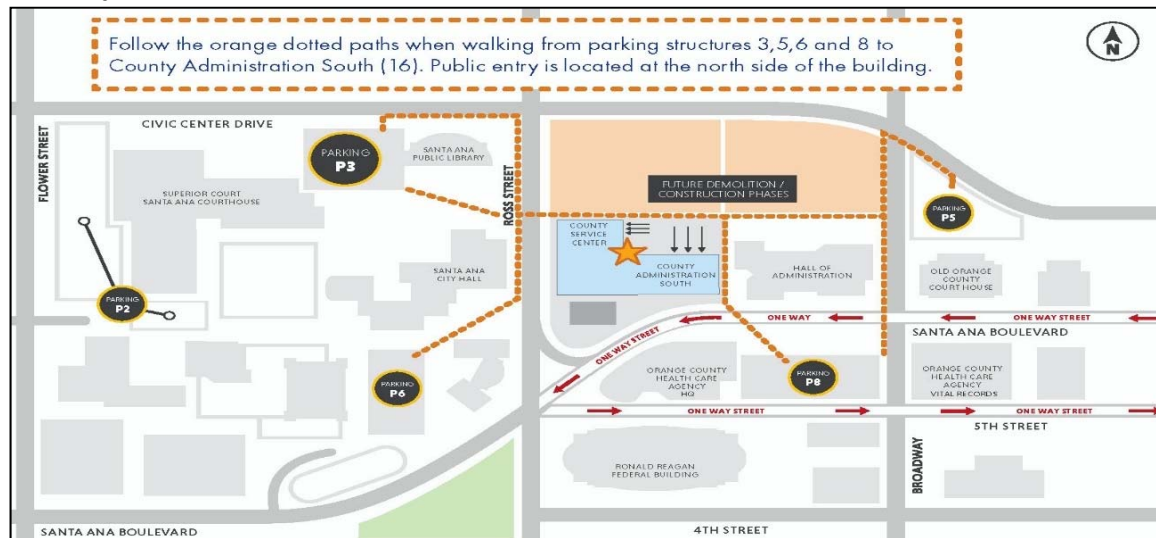 Follow the orange dotted paths when walking from parking structures 3,5,6 and 8 to
County Administration South (16). Public entry is located at the north side of the building.
N
CIVIC CENTER DRIVE
FLOWER STREET
PARKING
P3
SANTA ANA
PUBLIC LIBRARY
ROSS STREET
SUPERIOR COURT
SANTA ANA COURTHOUSE
FUTURE DEMOLITION /
CONSTRUCTION PHASES
PARKING
P5
COUNTY
SERVICE
CENTER
COUNTY
ADMINISTRATION
SOUTH
HALL OF
ADMINISTRATION
OLD ORANGE
COUNTY
COURT HOUSE
SANTA ANA
CITY HALL
PARKING
P2
ONE WAY
ONE WAY STREET
SANTA ANA BOULEVARD
ONE WAY STREET
PARKING
P6
ORANGE COUNTY
HEALTH CARE
AGENCY
HQ
PARKING
P8
ORANGE COUNTY
HEALTH CARE
AGENCY
VITAL RECORDS
ONE WAY STREET
ONE WAY STREET
5TH STREET
RONALD REAGAN
FEDERAL BUILDING
BROADWAY
SANTA ANA BOULEVARD
4TH STREET